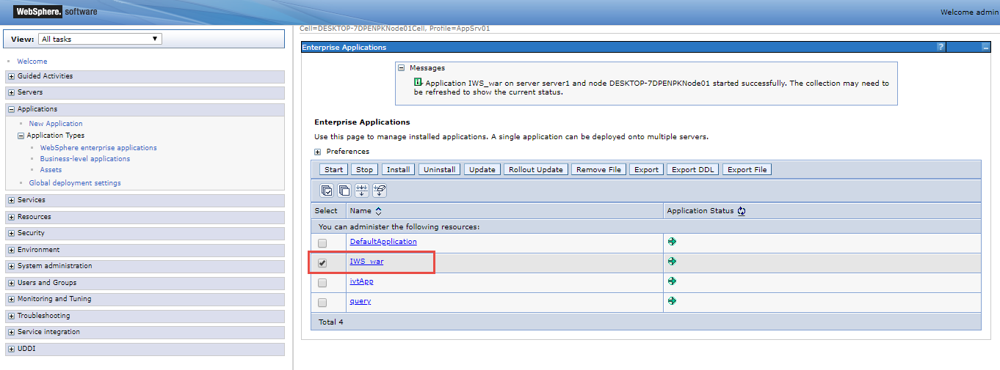 WebSphere. software
Welcome admin
View: All tasks
Cell=DESKTOP-7DPENPKNode01Cell, Profile=AppSrv01
Welcome
Guided Activities
Servers
Applications
New Application
Application Types
WebSphere enterprise applications
Business-level applications
Assets
Global deployment settings
Services
Resources
Security
Environment
System administration
Users and Groups
Monitoring and Tuning
Troubleshooting
Service integration
UDDI
Enterprise Applications
?
Messages
Application IWS_war on server server1 and node DESKTOP-7DPENPKNode01 started successfully. The collection may need to
be refreshed to show the current status.
Enterprise Applications
Use this page to manage installed applications. A single application can be deployed onto multiple servers.
Preferences
Start Stop Install Uninstall Update Rollout Update Remove File Export Export DDL Export File
Select Name Application Status
You can administer the following resources:
DefaultApplication
IWS_war
ivtApp
query
Total 4